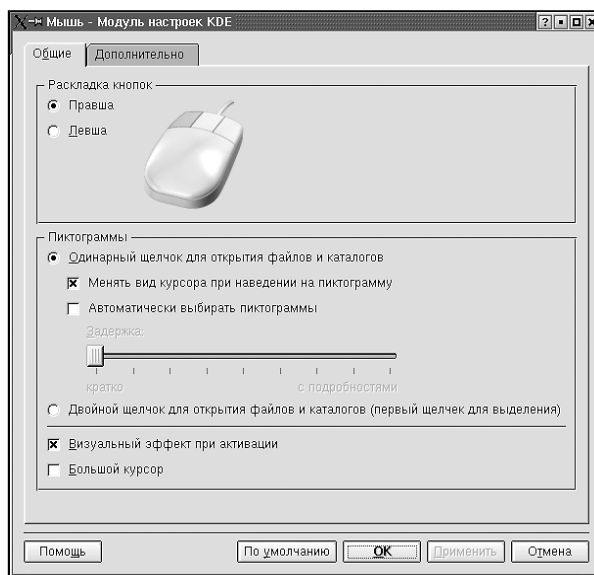 Мышь - Модуль настроек KDE
Общие
Дополнительно
Раскладка кнопок
Правша
Левша
Пиктограммы
Одинарный щелчок для открытия файлов и каталогов
Менять вид курсора при наведении на пиктограмму
Автоматически выбирать пиктограммы
Задержка:
кратко
с подробностями
Двойной щелчок для открытия файлов и каталогов (первый щелчек для выделения)
Визуальный эффект при активации
Большой курсор
Помощь
По умолчанию
OK
Применить
Отмена